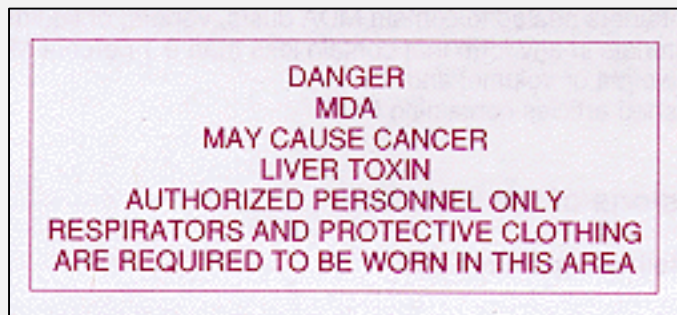 DANGER
MDA
MAY CAUSE CANCER
LIVER TOXIN
AUTHORIZED PERSONNEL ONLY
RESPIRATORS AND PROTECTIVE CLOTHING
ARE REQUIRED TO BE WORN IN THIS AREA